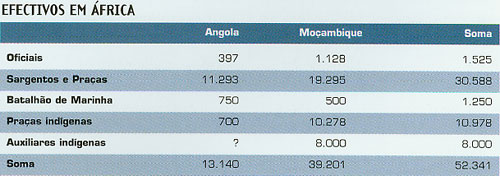 EFECTIVOS EM ÁFRICA
Angola Moçambique Soma
Oficiais 397 1.128 1.525
Sargentos e Praças 11.293 19.295 30.588
Batalhão de Marinha 750 500 1.250
Praças indígenas 700 10.278 10.978
Auxiliares indígenas ? 8.000 8.000
Soma 13.140 39.201 52.341